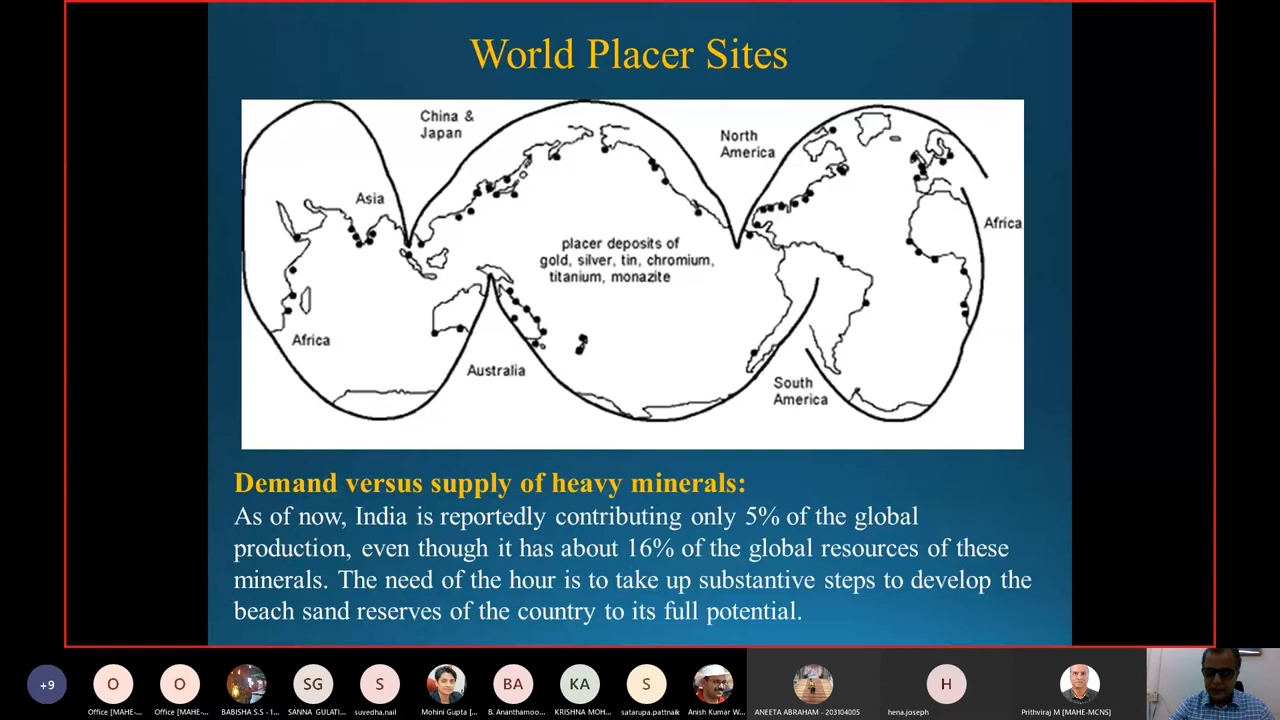 World Placer Sites
China &
Japan
North
America
Asia
Africa
placer deposits of
gold, silver, tin, chromium,
titanium, monazite
Africa
Australia
South
America
Demand versus supply of heavy minerals:
As of now, India is reportedly contributing only 5% of the global
production, even though it has about 16% of the global resources of these
minerals. The need of the hour is to take up substantive steps to develop the
beach sand reserves of the country to its full potential.
+9
O
O
SG
S
BA
KA
S
H
Office [MAHE-...
Office [MAHE-...
BABISHA S.S - 1...
SANNA GULATI...
suvedha.nail
Mohini Gupta [...
B. Ananthamoo...
KRISHNA MOH...
satarupa.pattnaik
Anish Kumar W...
ANEETA ABRAHAM - 203104005
hena.joseph
Prithviraj M [MAHE-MCNS]